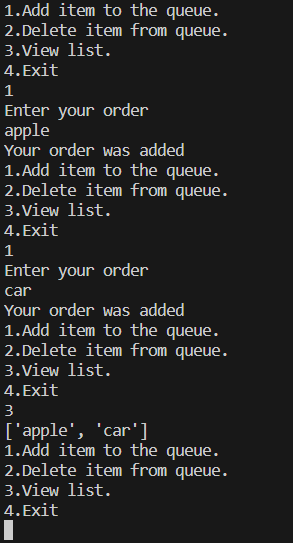 1.Add item to the queue.
2.Delete item from queue.
3.View list.
4.Exit
1
Enter your order
apple
Your order was added
1.Add item to the queue.
2.Delete item from queue.
3.View list.
4.Exit
1
Enter your order
car
Your order was added
1.Add item to the queue.
2.Delete item from queue.
3.View list.
4.Exit
3
['apple', 'car']
1.Add item to the queue.
2.Delete item from queue.
3.View list.
4.Exit